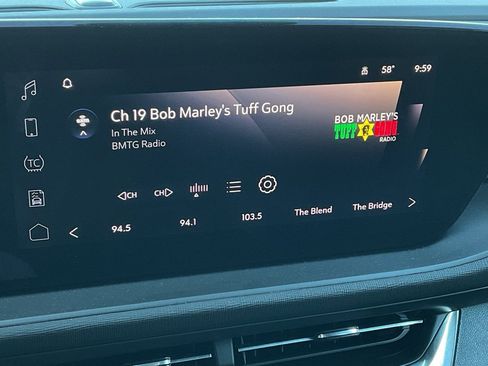 58° 9:59
Ch 19 Bob Marley's Tuff Gong
In The Mix
BMTG Radio
BOB MARLEY'S
TUFF GONG
RADIO
TC
CH CH
94.5 94.1 103.5 The Blend The Bridge